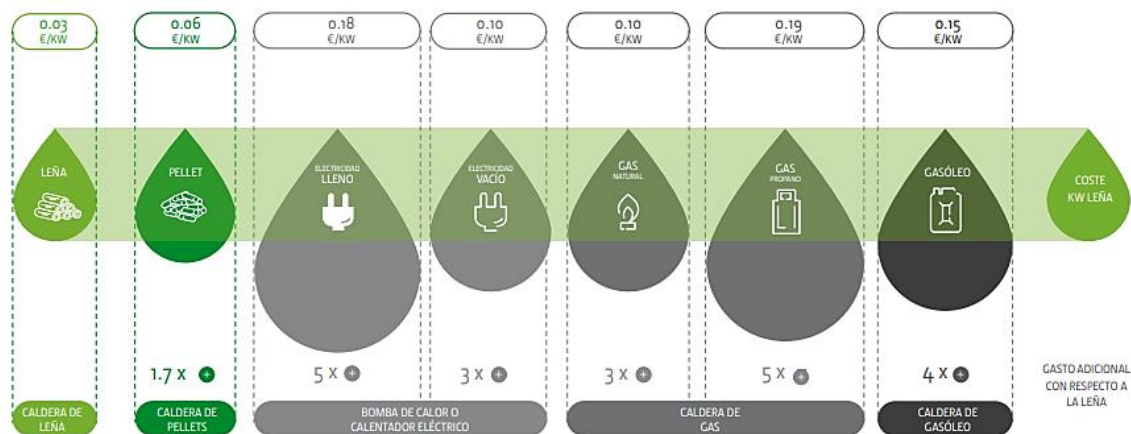 0.03
€/KW
0.06
€/KW
0.18
€/KW
0.10
€/KW
0.10
€/KW
0.19
€/KW
0.15
€/KW
LEÑA
PELLET
ELECTRICIDAD
LLENO
ELECTRICIDAD
VACÍO
GAS
NATURAL
GAS
PROPANO
GASÓLEO
COSTE
KW LEÑA
1.7 x +
5 x +
3 x +
3 x +
5 x +
4 x +
GASTO ADICIONAL
CON RESPECTO A
LA LEÑA
CALDERA DE
LEÑA
CALDERA DE
PELLETS
BOMBA DE CALOR O
CALENTADOR ELÉCTRICO
CALDERA DE
GAS
CALDERA DE
GASÓLEO